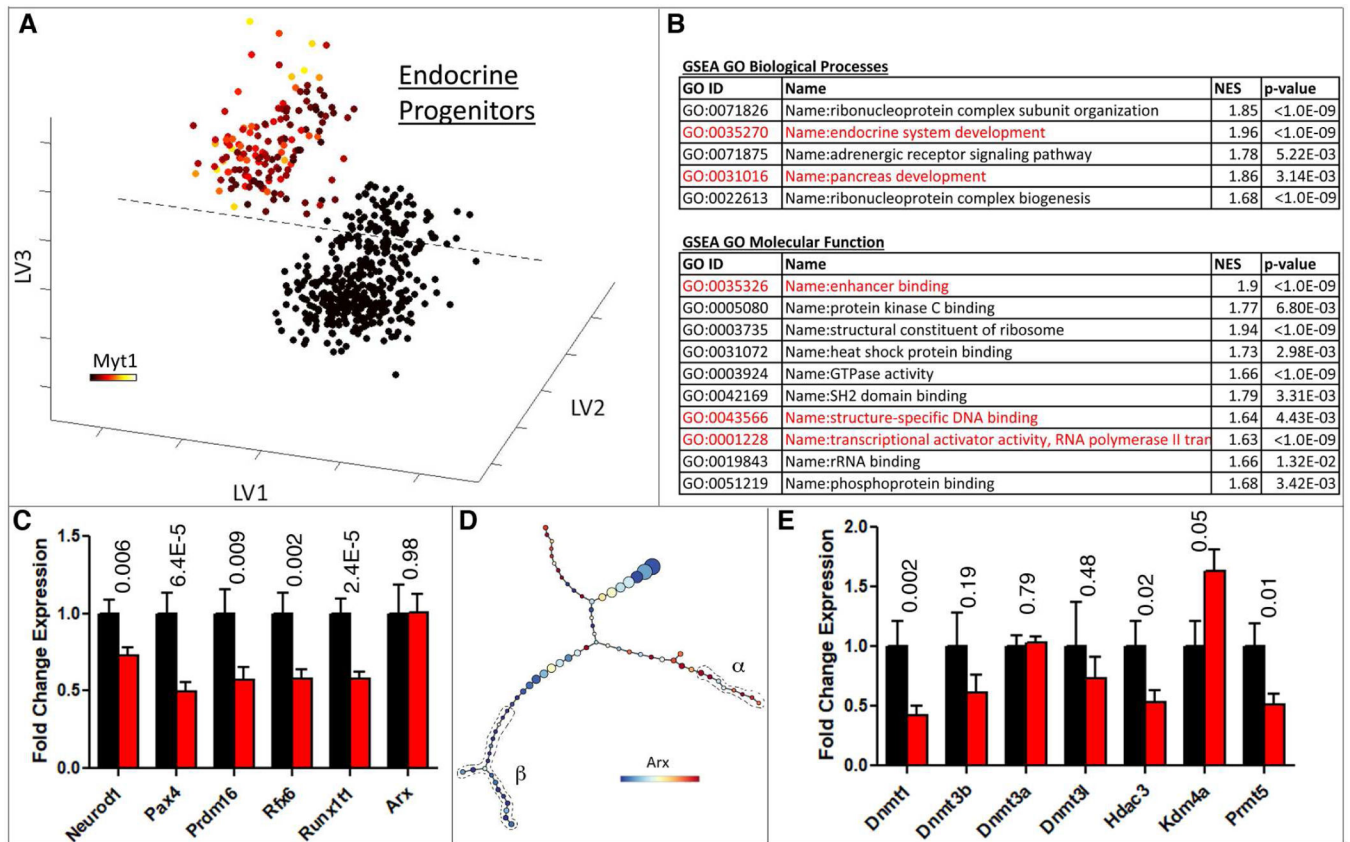 A
Endocrine
Progenitors
LV3
Myt1
LV2
LV1
B
GSEA GO Biological Processes
GO ID Name NES p-value
GO:0071826 Name:ribonucleoprotein complex subunit organization 1.85 <1.0E-09
GO:0035270 Name:endocrine system development 1.96 <1.0E-09
GO:0071875 Name:adrenergic receptor signaling pathway 1.78 5.22E-03
GO:0031016 Name:pancreas development 1.86 3.14E-03
GO:0022613 Name:ribonucleoprotein complex biogenesis 1.68 <1.0E-09
GSEA GO Molecular Function
GO ID Name NES p-value
GO:0035326 Name:enhancer binding 1.9 <1.0E-09
GO:0005080 Name:protein kinase C binding 1.77 6.80E-03
GO:0003735 Name:structural constituent of ribosome 1.94 <1.0E-09
GO:0031072 Name:heat shock protein binding 1.73 2.98E-03
GO:0003924 Name:GTPase activity 1.66 <1.0E-09
GO:0042169 Name:SH2 domain binding 1.79 3.31E-03
GO:0043566 Name:structure-specific DNA binding 1.64 4.43E-03
GO:0001228 Name:transcriptional activator activity, RNA polymerase II tran 1.63 <1.0E-09
GO:0019843 Name:rRNA binding 1.66 1.32E-02
GO:0051219 Name:phosphoprotein binding 1.68 3.42E-03
C
Fold Change Expression
1.5
1.0
0.5
0.0
0.006 6.4E-5 0.009 0.002 2.4E-5 0.98
Neurod1 Pax4 Prdm16 Rfx6 Runx1t1 Arx
D
α
β
Arx
E
Fold Change Expression
2.0
1.5
1.0
0.5
0.0
0.002 0.19 0.79 0.48 0.02 0.05 0.01
Dnmt1 Dnmt3b Dnmt3a Dnmt3l Hdac3 Kdm4a Prmt5